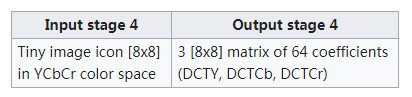 Input stage 4
Output stage 4
Tiny image icon [8x8]
in YCbCr color space
3 [8x8] matrix of 64 coefficients
(DCTY, DCTCb, DCTCr)